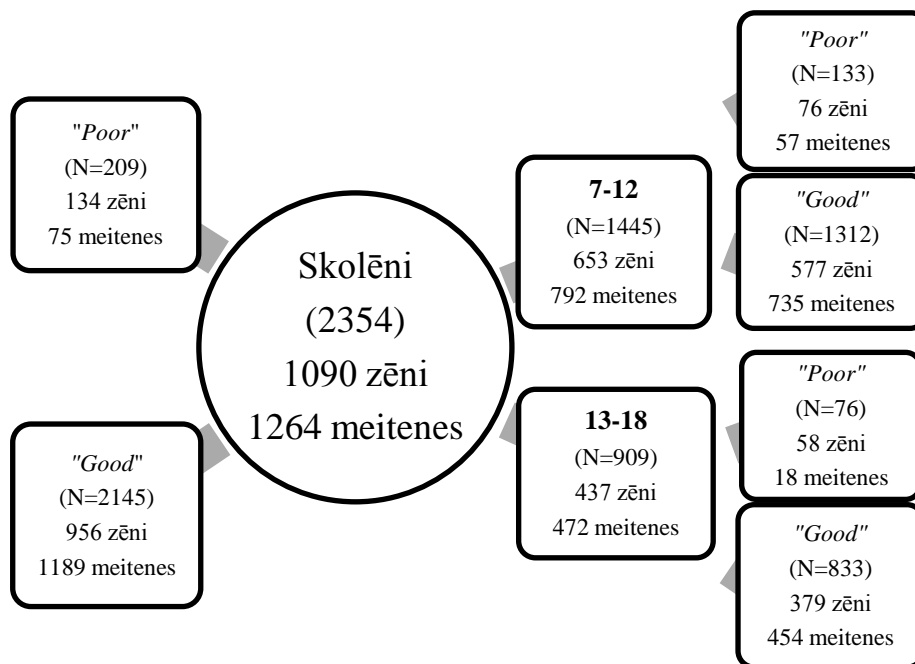 "Poor"
(N=209)
134 zēni
75 meitenes
"Good"
(N=2145)
956 zēni
1189 meitenes
Skolēni
(2354)
1090 zēni
1264 meitenes
7-12
(N=1445)
653 zēni
792 meitenes
13-18
(N=909)
437 zēni
472 meitenes
"Poor"
(N=133)
76 zēni
57 meitenes
"Good"
(N=1312)
577 zēni
735 meitenes
"Poor"
(N=76)
58 zēni
18 meitenes
"Good"
(N=833)
379 zēni
454 meitenes